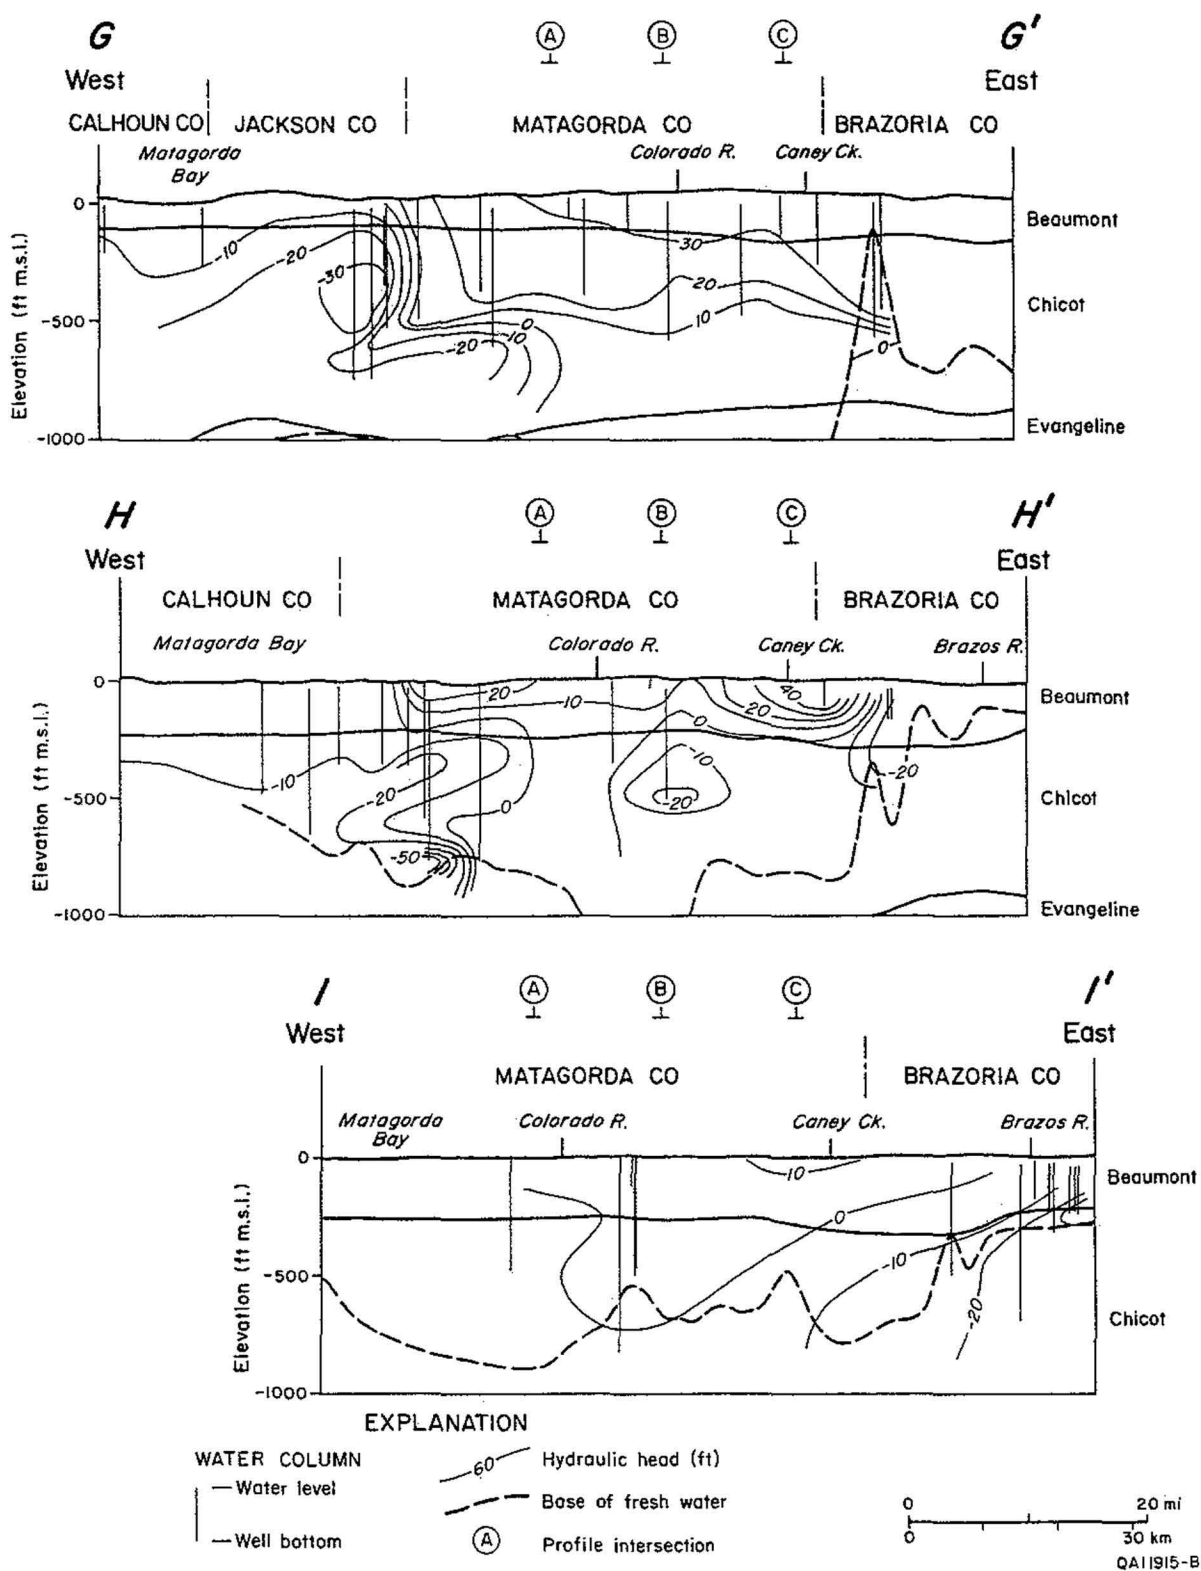 G G'
A B C
West East
CALHOUN CO JACKSON CO MATAGORDA CO BRAZORIA CO
Matagorda Bay Colorado R. Caney Ck.
Elevation (ft m.s.l.)
0
-500
-1000
Beaumont
Chicot
Evangeline
-10 -20 -30 30 20 10 0 -10 -20 0
H H'
A B C
West East
CALHOUN CO MATAGORDA CO BRAZORIA CO
Matagorda Bay Colorado R. Caney Ck. Brazos R.
Elevation (ft m.s.l.)
0
-500
-1000
Beaumont
Chicot
Evangeline
20 10 40 20 0 -10 -20 -10 -20 0 -20 -50
I I'
A B C
West East
MATAGORDA CO BRAZORIA CO
Matagorda Bay Colorado R. Caney Ck. Brazos R.
Elevation (ft m.s.l.)
0
-500
-1000
Beaumont
Chicot
10 0 -10 -20
EXPLANATION
WATER COLUMN
Water level
Well bottom
60 Hydraulic head (ft)
Base of fresh water
A Profile intersection
0 20 mi
0 30 km
QA11915-B